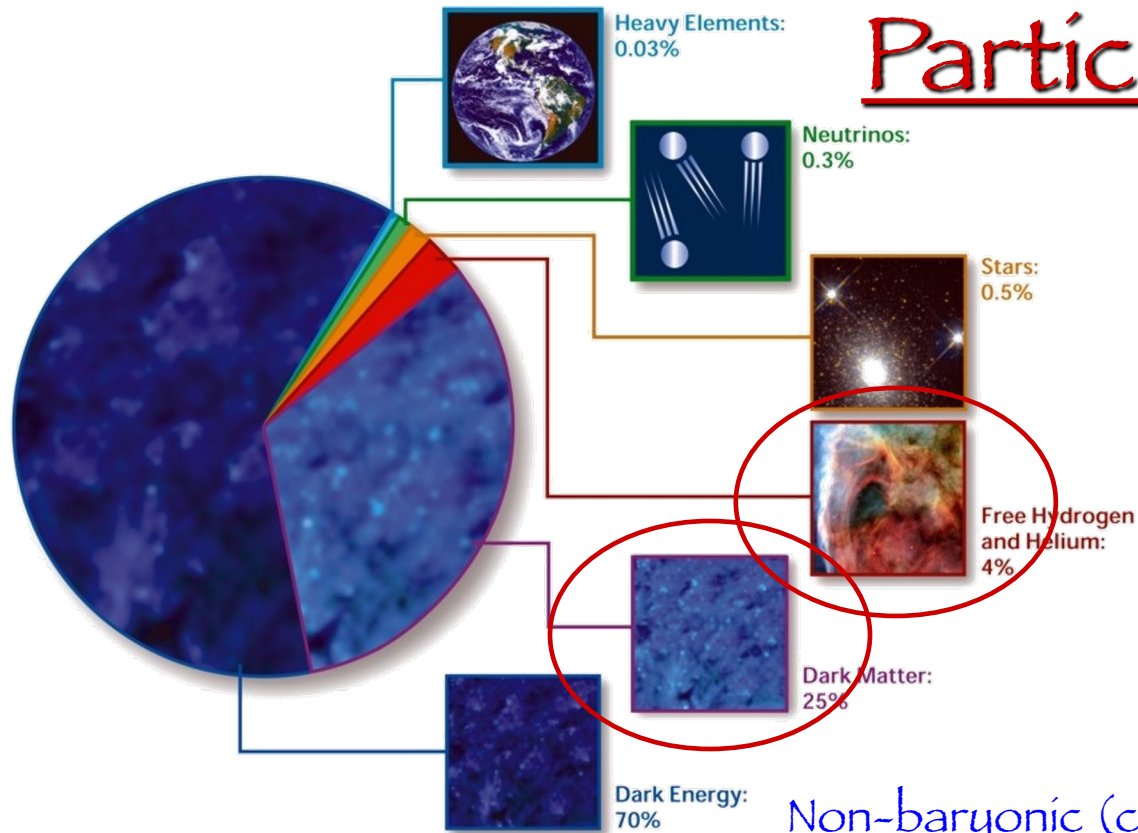 Partic
Heavy Elements:
0.03%
Neutrinos:
0.3%
Stars:
0.5%
Free Hydrogen
and Helium:
4%
Dark Matter:
25%
Dark Energy:
70%
Non-baryonic (c